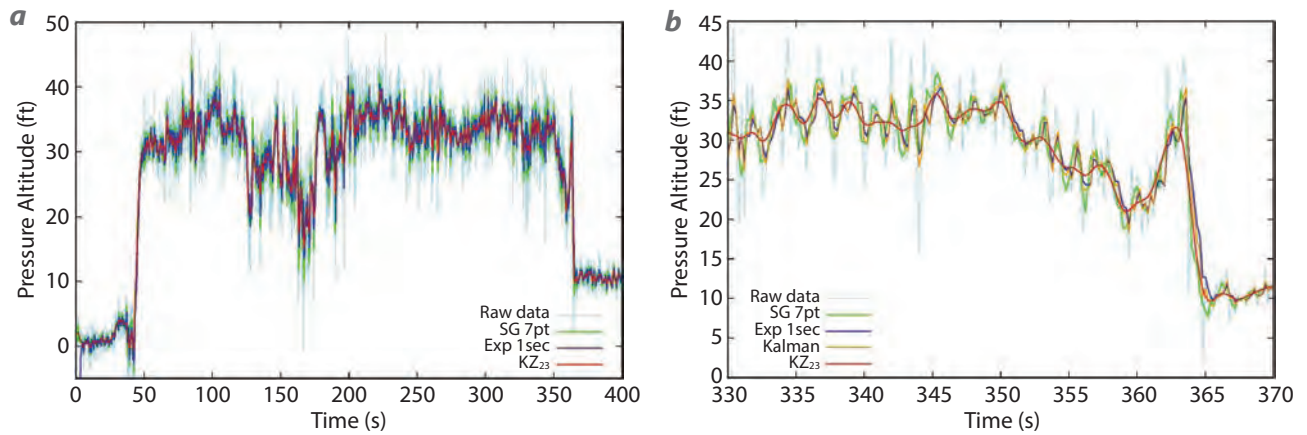 a
Pressure Altitude (ft)
50
40
30
20
10
0
Raw data
SG 7pt
Exp 1sec
KZ₂₃
0 50 100 150 200 250 300 350 400
Time (s)
b
Pressure Altitude (ft)
45
40
35
30
25
20
15
10
5
0
Raw data
SG 7pt
Exp 1sec
Kalman
KZ₂₃
330 335 340 345 350 355 360 365 370
Time (s)